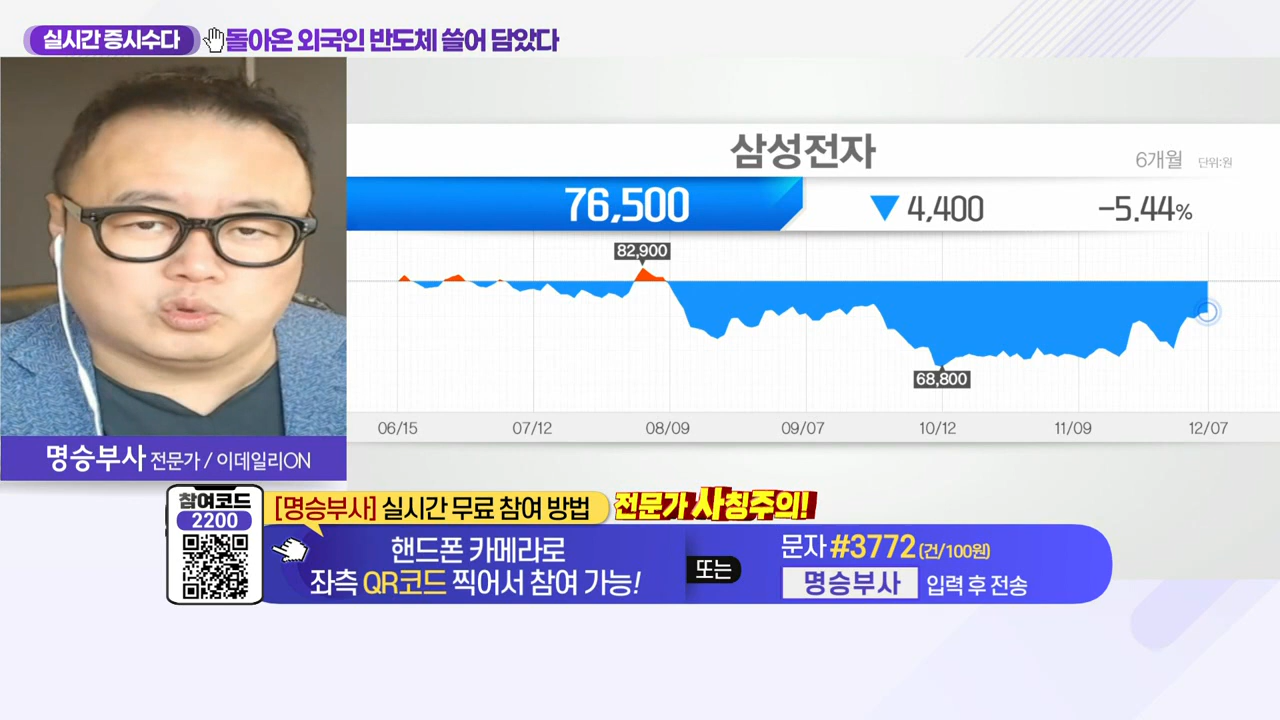 실시간 증시수다
돌아온 외국인 반도체 쓸어 담았다
삼성전자
6개월 단위:원
76,500 ▼ 4,400 -5.44%
82,900
68,800
06/15 07/12 08/09 09/07 10/12 11/09 12/07
명승부사 전문가 / 이데일리ON
참여코드
2200
[명승부사] 실시간 무료 참여 방법
전문가 사칭주의!
핸드폰 카메라로
좌측 QR코드 찍어서 참여 가능!
또는
문자 #3772 (건/100원)
명승부사 입력 후 전송